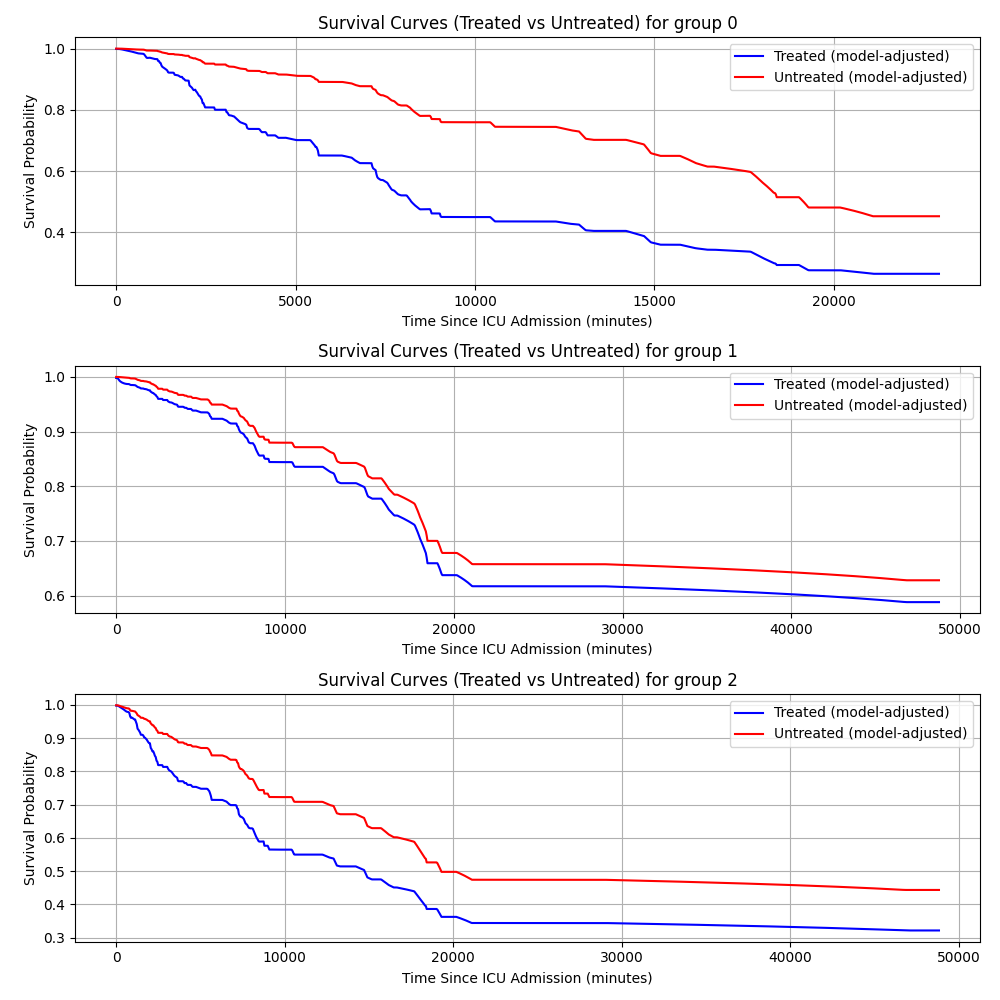 Survival Curves (Treated vs Untreated) for group 0
Treated (model-adjusted)
Untreated (model-adjusted)
Survival Probability
1.0
0.8
0.6
0.4
0 5000 10000 15000 20000
Time Since ICU Admission (minutes)
Survival Curves (Treated vs Untreated) for group 1
Treated (model-adjusted)
Untreated (model-adjusted)
Survival Probability
1.0
0.9
0.8
0.7
0.6
0 10000 20000 30000 40000 50000
Time Since ICU Admission (minutes)
Survival Curves (Treated vs Untreated) for group 2
Treated (model-adjusted)
Untreated (model-adjusted)
Survival Probability
1.0
0.9
0.8
0.7
0.6
0.5
0.4
0.3
0 10000 20000 30000 40000 50000
Time Since ICU Admission (minutes)